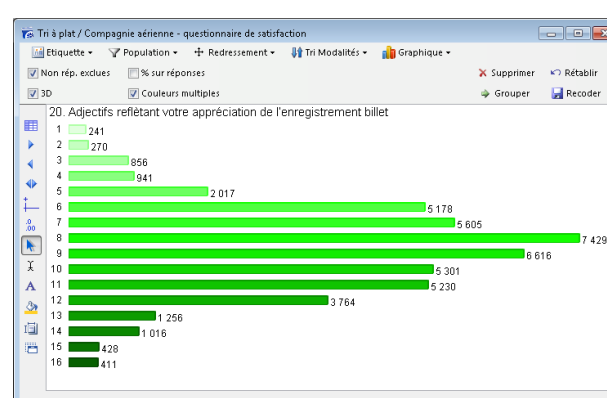 Tri à plat / Compagnie aérienne - questionnaire de satisfaction
Etiquette Population Redressement Tri Modalités Graphique
Non rép. exclues % sur réponses Supprimer Rétablir
3D Couleurs multiples Grouper Recoder
20. Adjectifs reflètant votre appréciation de l'enregistrement billet
1 241
2 270
3 856
4 941
5 2 017
6 5 178
7 5 605
8 7 429
9 6 616
10 5 301
11 5 230
12 3 764
13 1 256
14 1 016
15 428
16 411